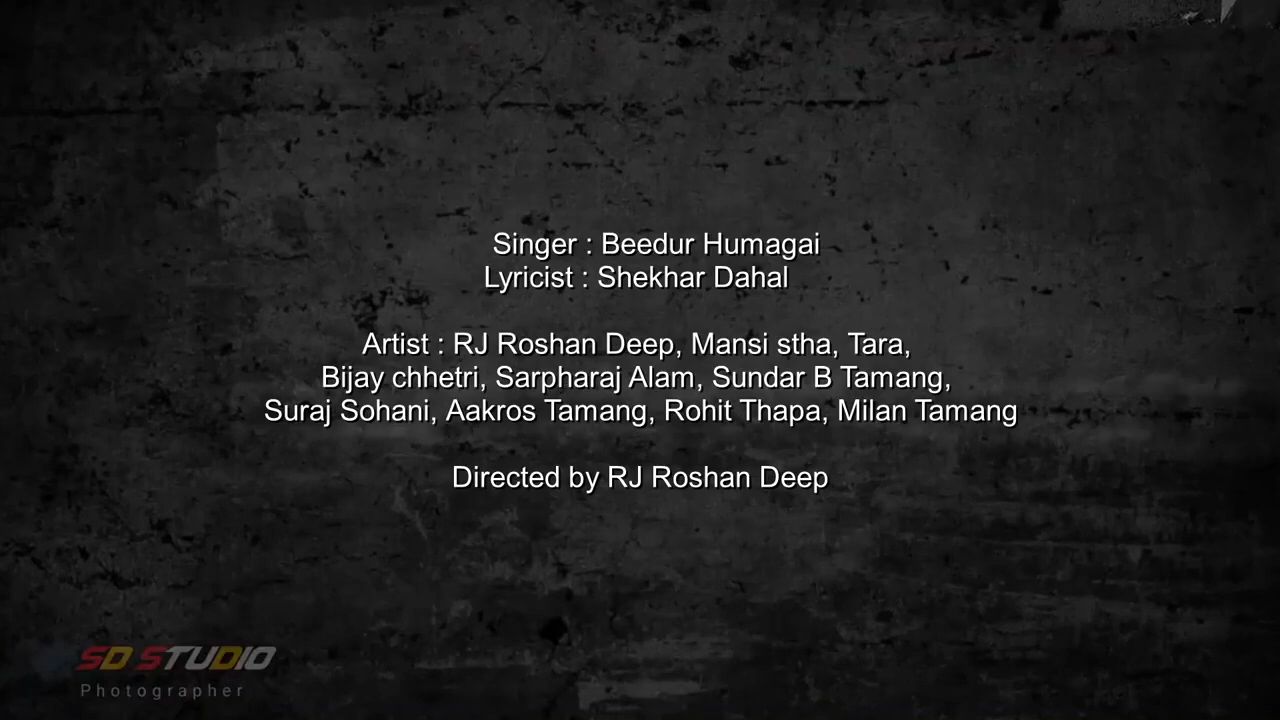 Singer : Beedur Humagai
Lyricist : Shekhar Dahal
Artist : RJ Roshan Deep, Mansi stha, Tara,
Bijay chhetri, Sarpharaj Alam, Sundar B Tamang,
Suraj Sohani, Aakros Tamang, Rohit Thapa, Milan Tamang
Directed by RJ Roshan Deep
SD STUDIO
Photographer